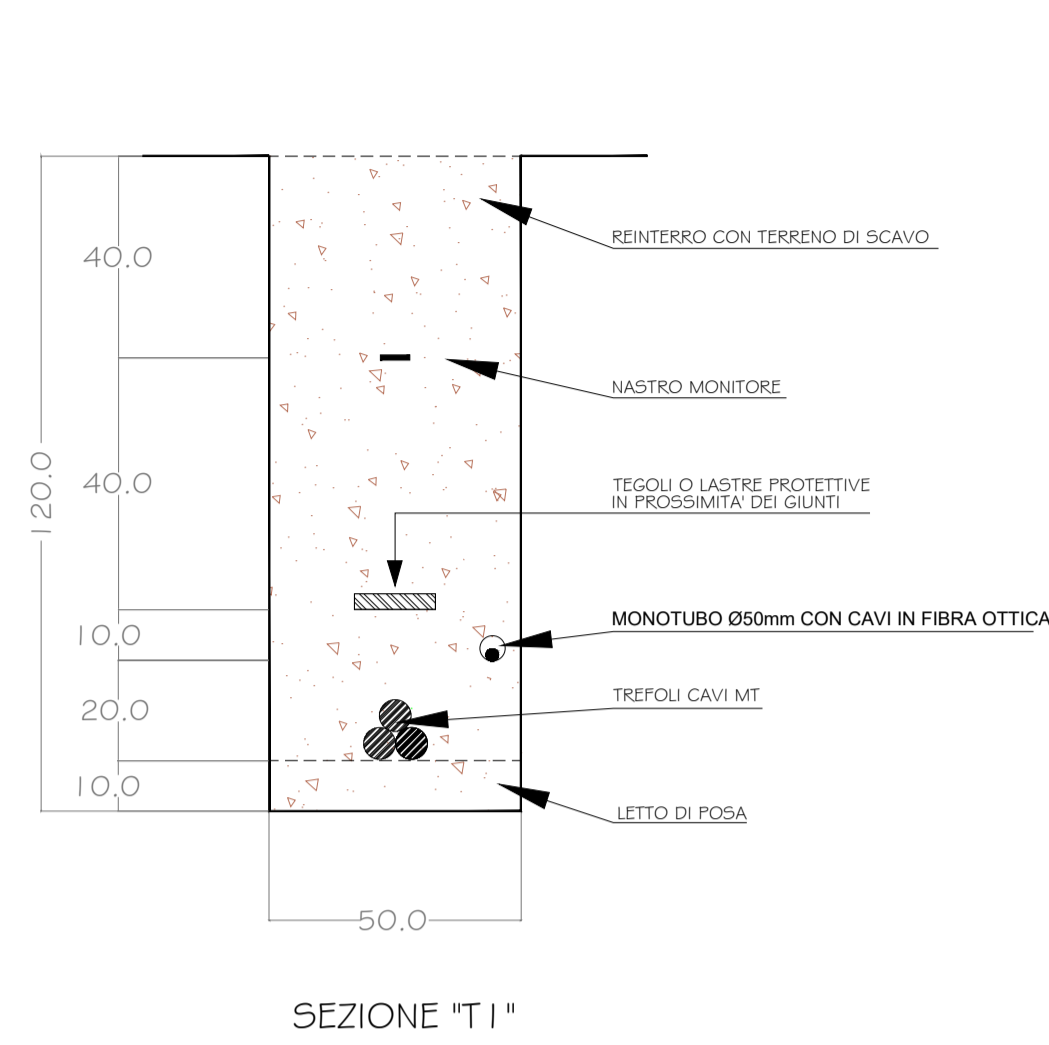 40.0
REINTERRO CON TERRENO DI SCAVO
NASTRO MONITORE
120.0
40.0
TEGOLI O LASTRE PROTETTIVE
IN PROSSIMITA' DEI GIUNTI
10.0
MONOTUBO Ø50mm CON CAVI IN FIBRA OTTICA
20.0
TREFOLI CAVI MT
10.0
LETTO DI POSA
50.0
SEZIONE "T1"